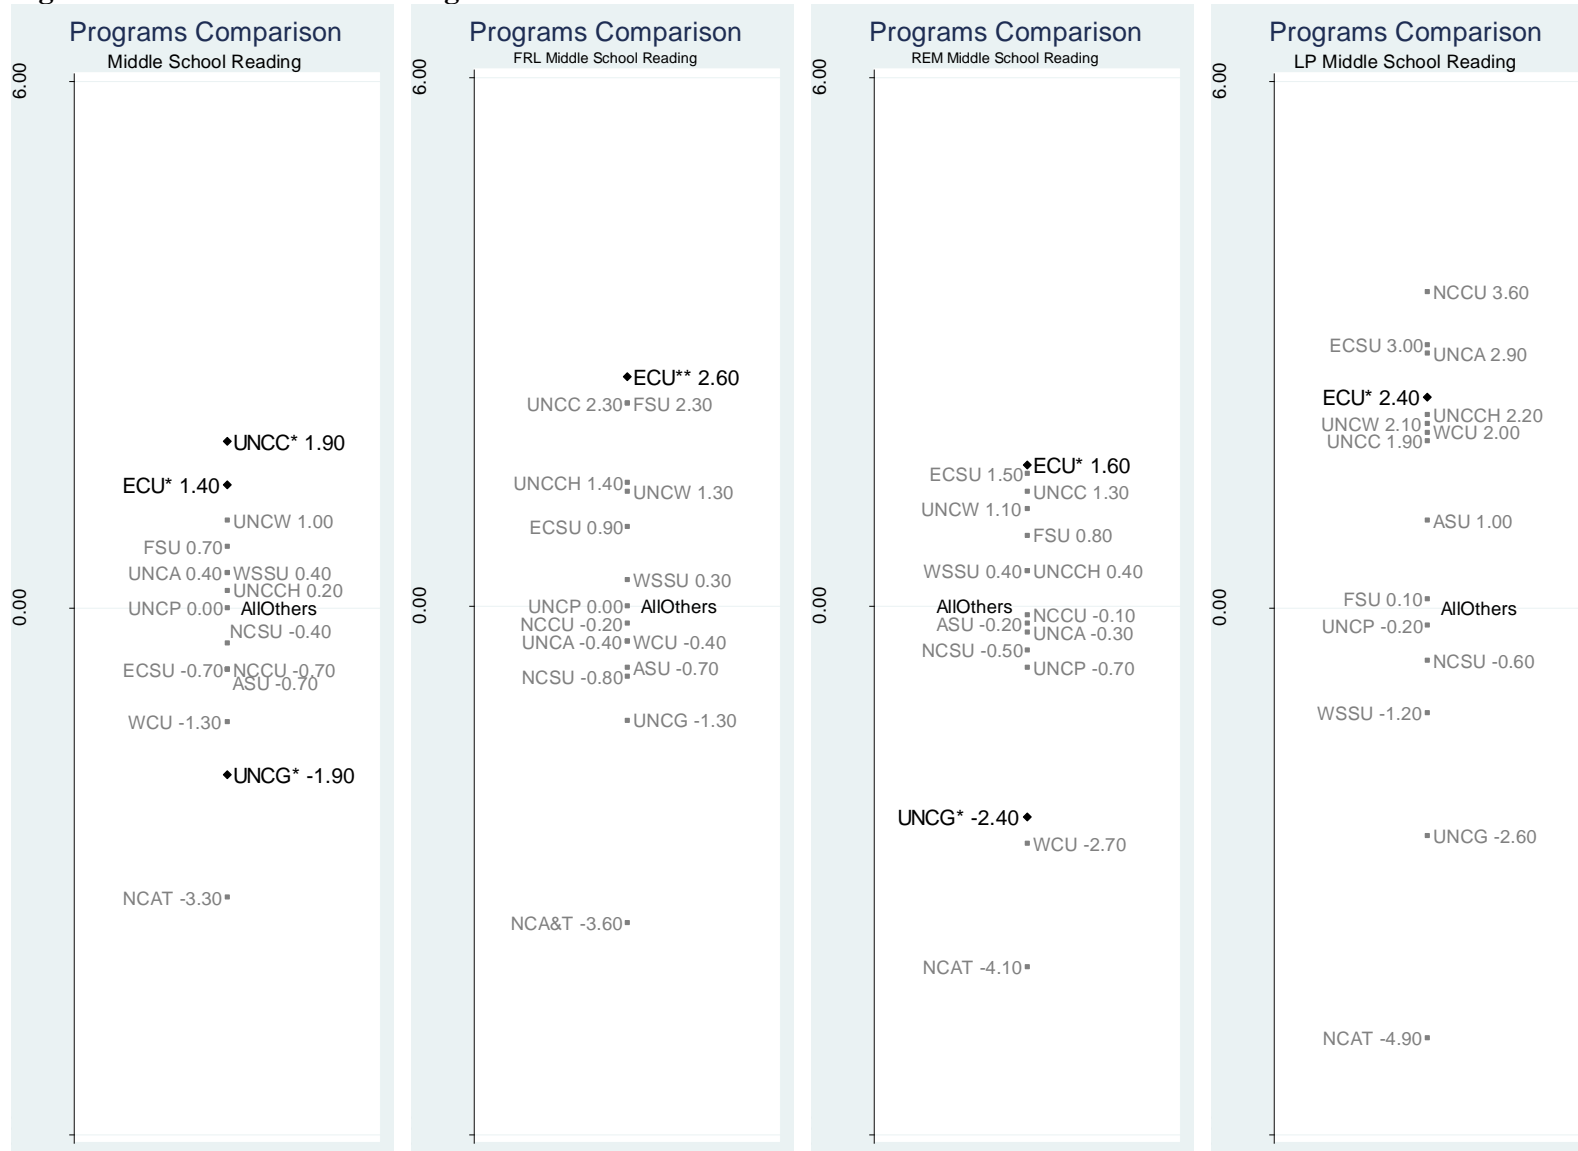 Programs Comparison
Middle School Reading
6.00
UNCC* 1.90
ECU* 1.40
UNCW 1.00
FSU 0.70
UNCA 0.40 WSSU 0.40
UNCCH 0.20
0.00
UNCP 0.00 AllOthers
NCSU -0.40
ECSU -0.70 NCCU -0.70
ASU -0.70
WCU -1.30
UNCG* -1.90
NCAT -3.30
Programs Comparison
FRL Middle School Reading
6.00
ECU** 2.60
UNCC 2.30 FSU 2.30
UNCCH 1.40
UNCW 1.30
ECSU 0.90
WSSU 0.30
0.00
UNCP 0.00 AllOthers
NCCU -0.20
UNCA -0.40 WCU -0.40
ASU -0.70
NCSU -0.80
UNCG -1.30
NCA&T -3.60
Programs Comparison
REM Middle School Reading
6.00
ECU* 1.60
ECSU 1.50
UNCC 1.30
UNCW 1.10
FSU 0.80
WSSU 0.40 UNCCH 0.40
0.00
AllOthers
NCCU -0.10
ASU -0.20
UNCA -0.30
NCSU -0.50
UNCP -0.70
UNCG* -2.40
WCU -2.70
NCAT -4.10
Programs Comparison
LP Middle School Reading
6.00
NCCU 3.60
ECSU 3.00
UNCA 2.90
ECU* 2.40
UNCCH 2.20
UNCW 2.10
WCU 2.00
UNCC 1.90
ASU 1.00
FSU 0.10
0.00
AllOthers
UNCP -0.20
NCSU -0.60
WSSU -1.20
UNCG -2.60
NCAT -4.90